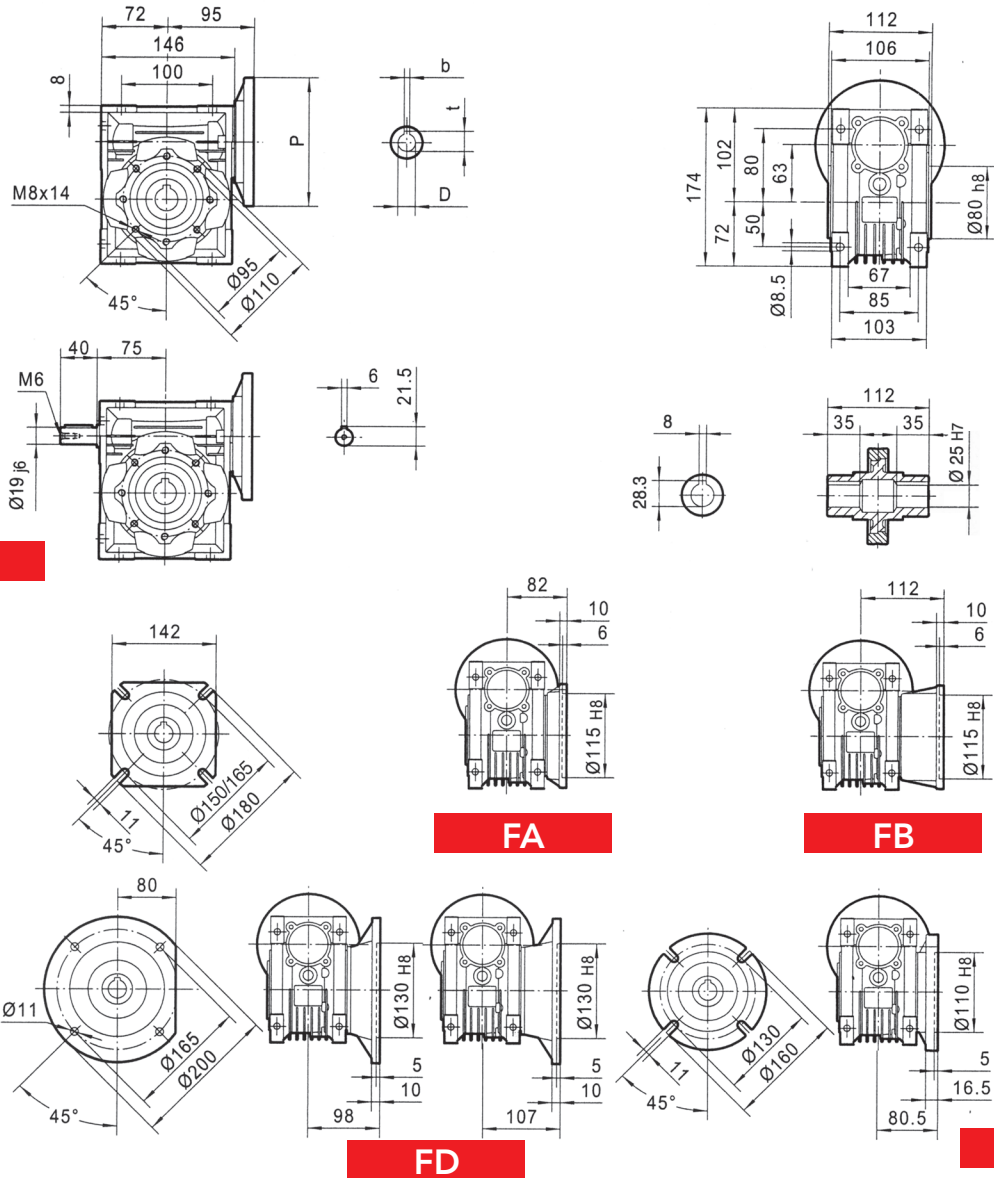 72 95
146
100
8
P
M8x14
Ø95
Ø110
45°
b
t
D
112
106
174
102
80
63
72
50
Ø80 h8
Ø8.5
67
85
103
40 75
M6
Ø19 j6
6
21.5
8
28.3
112
35 35
Ø 25 H7
142
Ø150/165
Ø180
11
45°
82
10
6
Ø115 H8
FA
112
10
6
Ø115 H8
FB
80
Ø11
Ø165
Ø200
45°
Ø130 H8
5
10
98
Ø130 H8
5
10
107
FD
Ø130
Ø160
11
45°
Ø110 H8
5
16.5
80.5